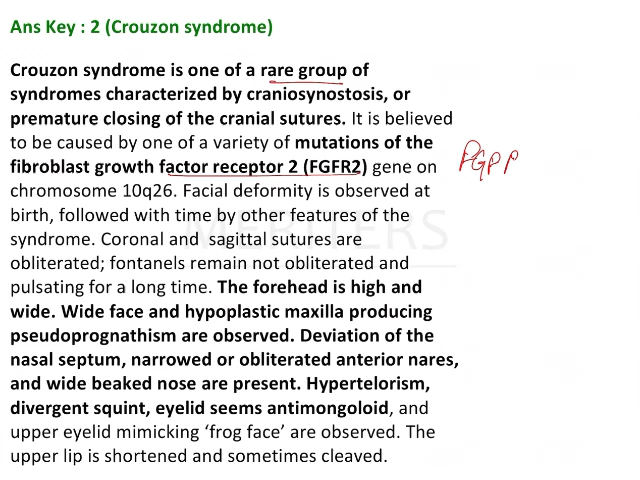 Ans Key : 2 (Crouzon syndrome)
Crouzon syndrome is one of a rare group of
syndromes characterized by craniosynostosis, or
premature closing of the cranial sutures. It is believed
to be caused by one of a variety of mutations of the
fibroblast growth factor receptor 2 (FGFR2) gene on
chromosome 10q26. Facial deformity is observed at
birth, followed with time by other features of the
syndrome. Coronal and sagittal sutures are
obliterated; fontanels remain not obliterated and
pulsating for a long time. The forehead is high and
wide. Wide face and hypoplastic maxilla producing
pseudoprognathism are observed. Deviation of the
nasal septum, narrowed or obliterated anterior nares,
and wide beaked nose are present. Hypertelorism,
divergent squint, eyelid seems antimongoloid, and
upper eyelid mimicking ‘frog face’ are observed. The
upper lip is shortened and sometimes cleaved.